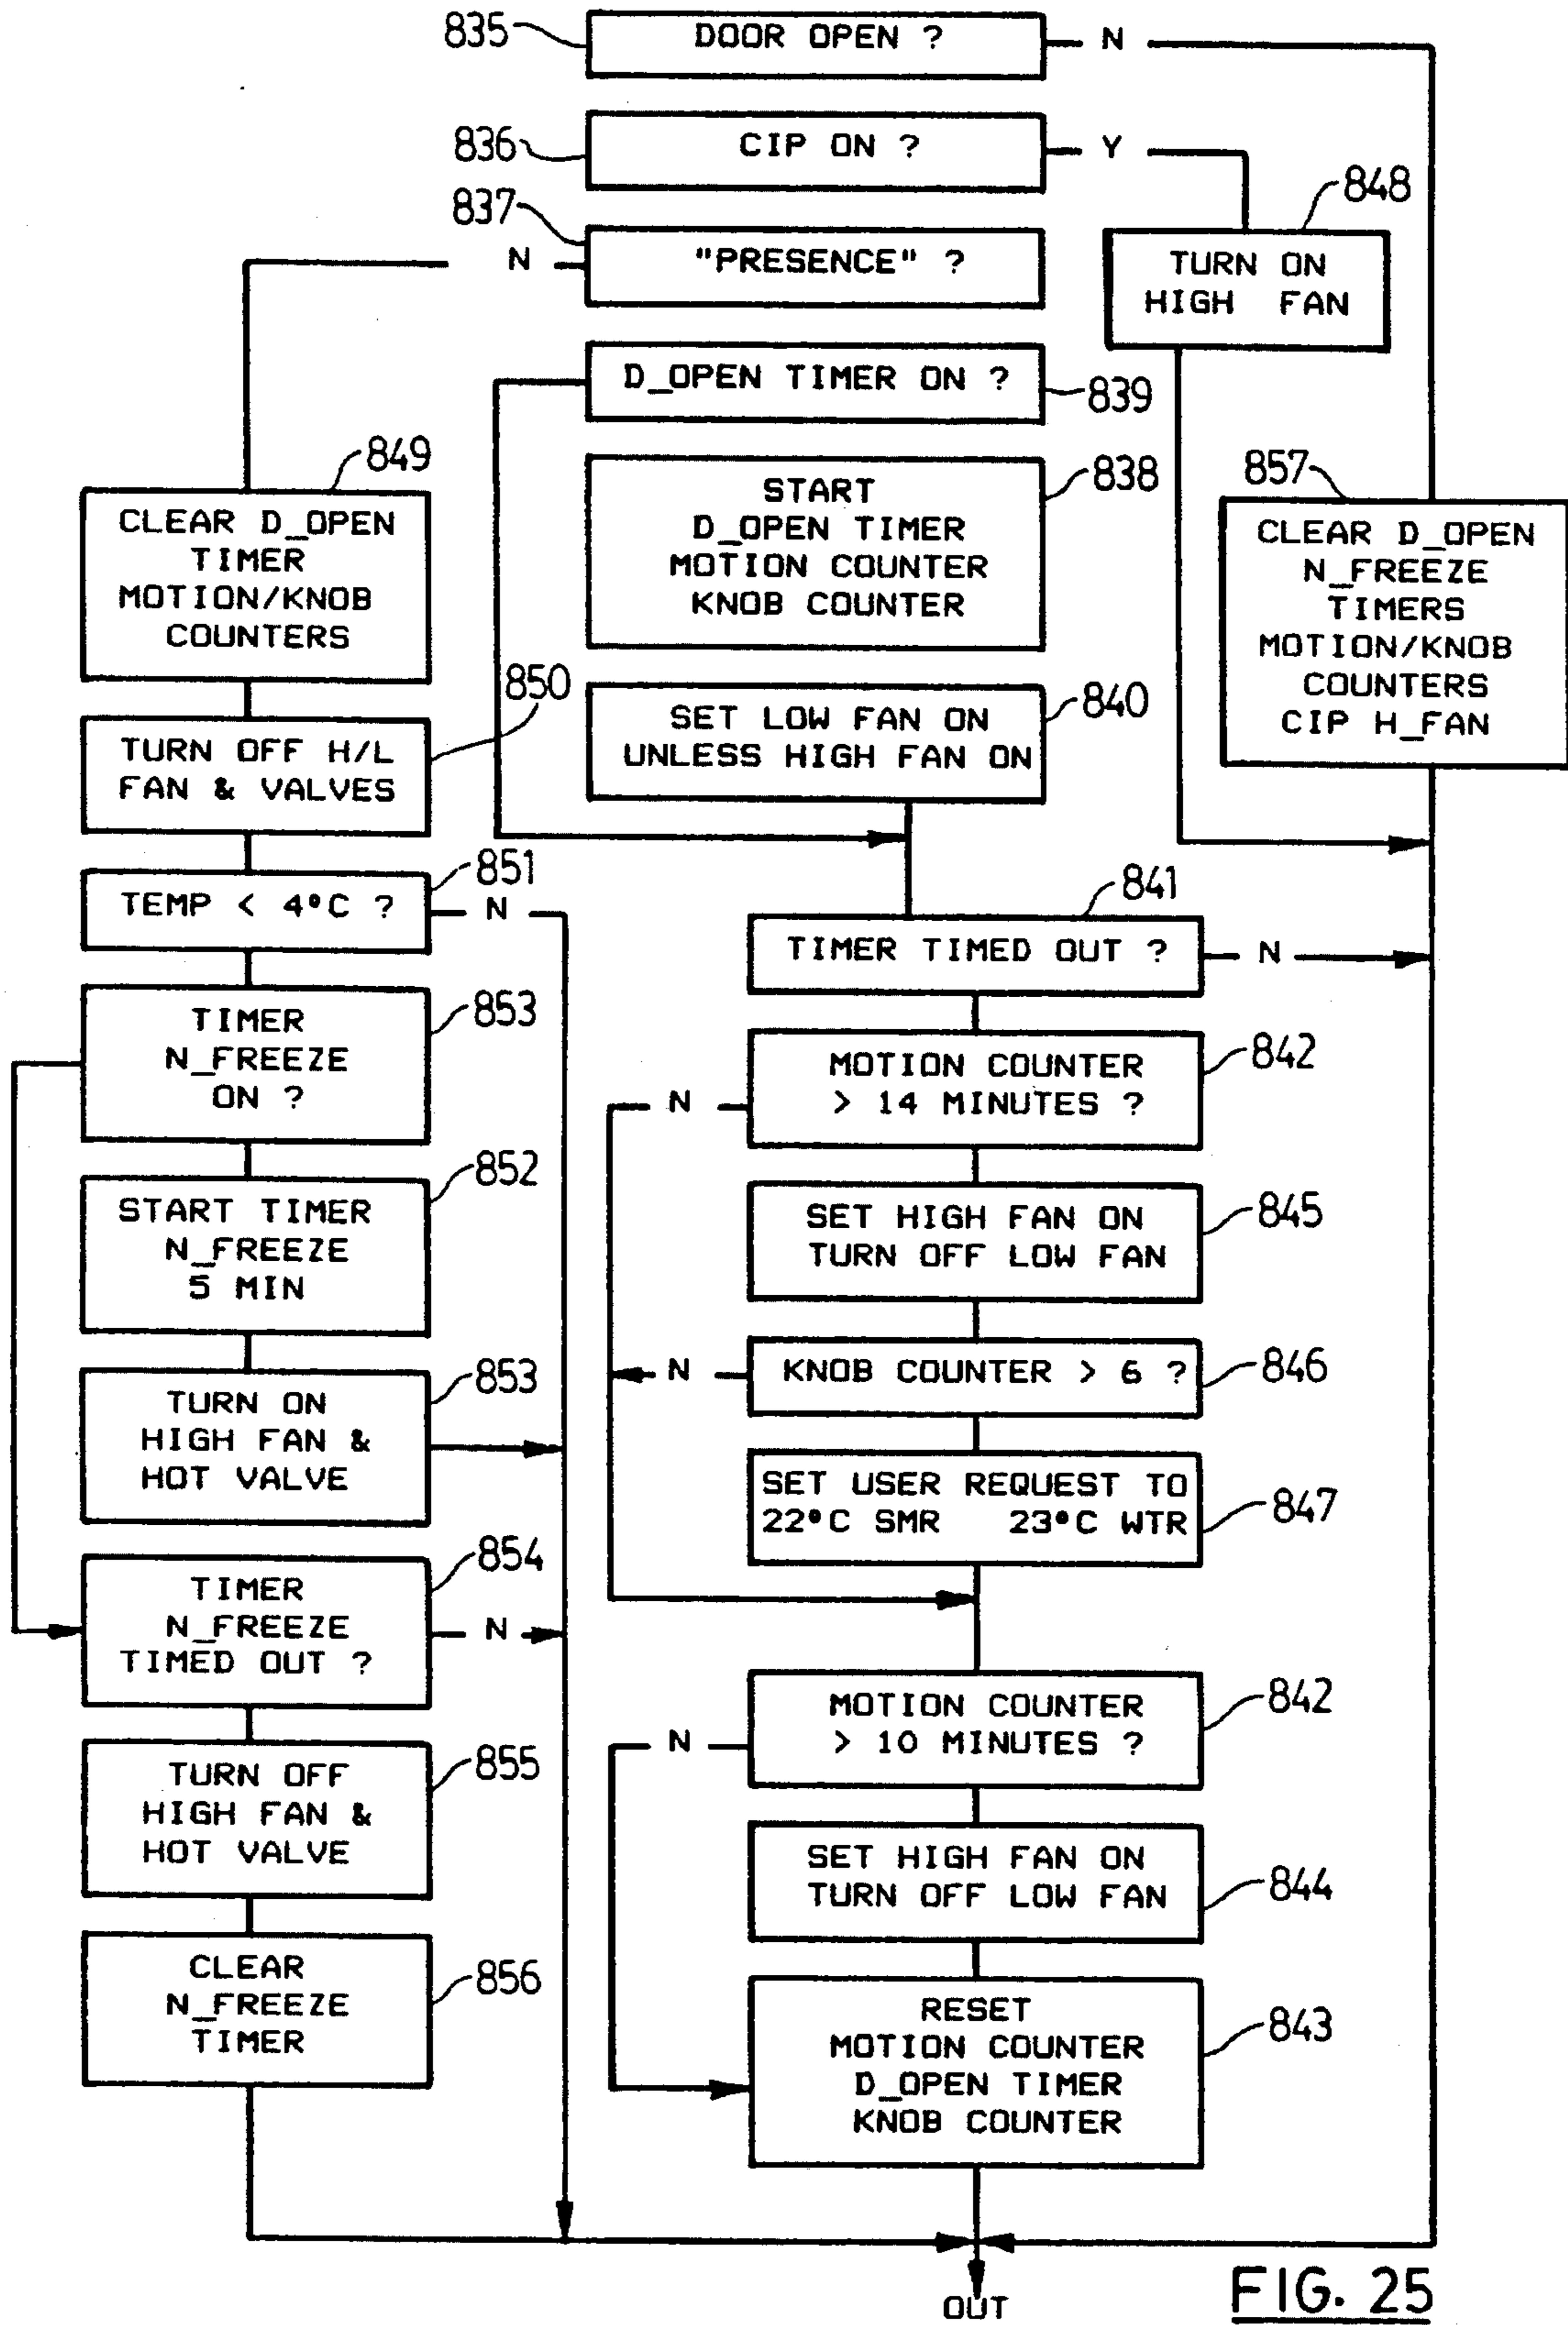 835
DOOR OPEN ?
N
836
CIP ON ?
Y
837
N
"PRESENCE" ?
848
TURN ON
HIGH FAN
D_OPEN TIMER ON ?
839
849
CLEAR D_OPEN
TIMER
MOTION/KNOB
COUNTERS
START
D_OPEN TIMER
MOTION COUNTER
KNOB COUNTER
838
857
CLEAR D_OPEN
N_FREEZE
TIMERS
MOTION/KNOB
COUNTERS
CIP H_FAN
850
TURN OFF H/L
FAN & VALVES
SET LOW FAN ON
UNLESS HIGH FAN ON
840
851
TEMP < 4°C ?
N
841
TIMER TIMED OUT ?
N
TIMER
N_FREEZE
ON ?
853
MOTION COUNTER
> 14 MINUTES ?
842
N
START TIMER
N_FREEZE
5 MIN
852
SET HIGH FAN ON
TURN OFF LOW FAN
845
TURN ON
HIGH FAN &
HOT VALVE
853
N
KNOB COUNTER > 6 ?
846
SET USER REQUEST TO
22°C SMR 23°C WTR
847
854
TIMER
N_FREEZE
TIMED OUT ?
N
MOTION COUNTER
> 10 MINUTES ?
842
N
TURN OFF
HIGH FAN &
HOT VALVE
855
SET HIGH FAN ON
TURN OFF LOW FAN
844
CLEAR
N_FREEZE
TIMER
856
RESET
MOTION COUNTER
D_OPEN TIMER
KNOB COUNTER
843
OUT
FIG. 25